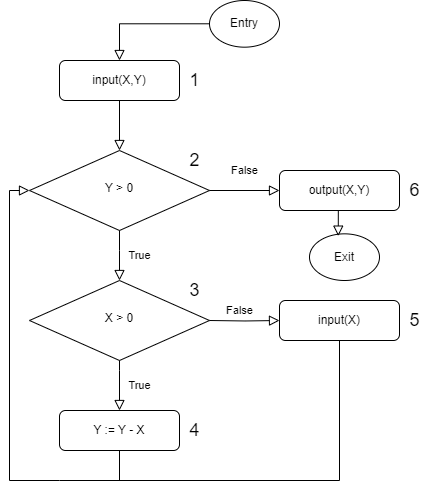 Entry
input(X,Y)
1
2
Y > 0
False
output(X,Y)
6
True
Exit
3
X > 0
False
input(X)
5
True
Y := Y - X
4